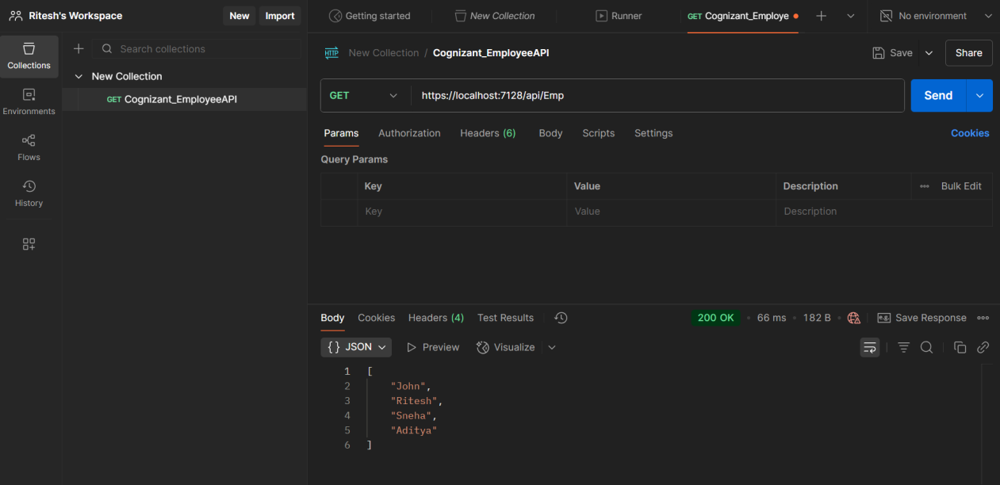 Ritesh's Workspace New Import Getting started New Collection Runner GET Cognizant_Employe No environment
Collections
Environments
Flows
History
Search collections
New Collection
GET Cognizant_EmployeeAPI
HTTP New Collection / Cognizant_EmployeeAPI Save Share
GET https://localhost:7128/api/Emp Send
Params Authorization Headers (6) Body Scripts Settings Cookies
Query Params
Key Value Description Bulk Edit
Key Value Description
Body Cookies Headers (4) Test Results 200 OK 66 ms 182 B e.g. Save Response
{} JSON Preview Visualize
1 [
2 "John",
3 "Ritesh",
4 "Sneha",
5 "Aditya"
6 ]